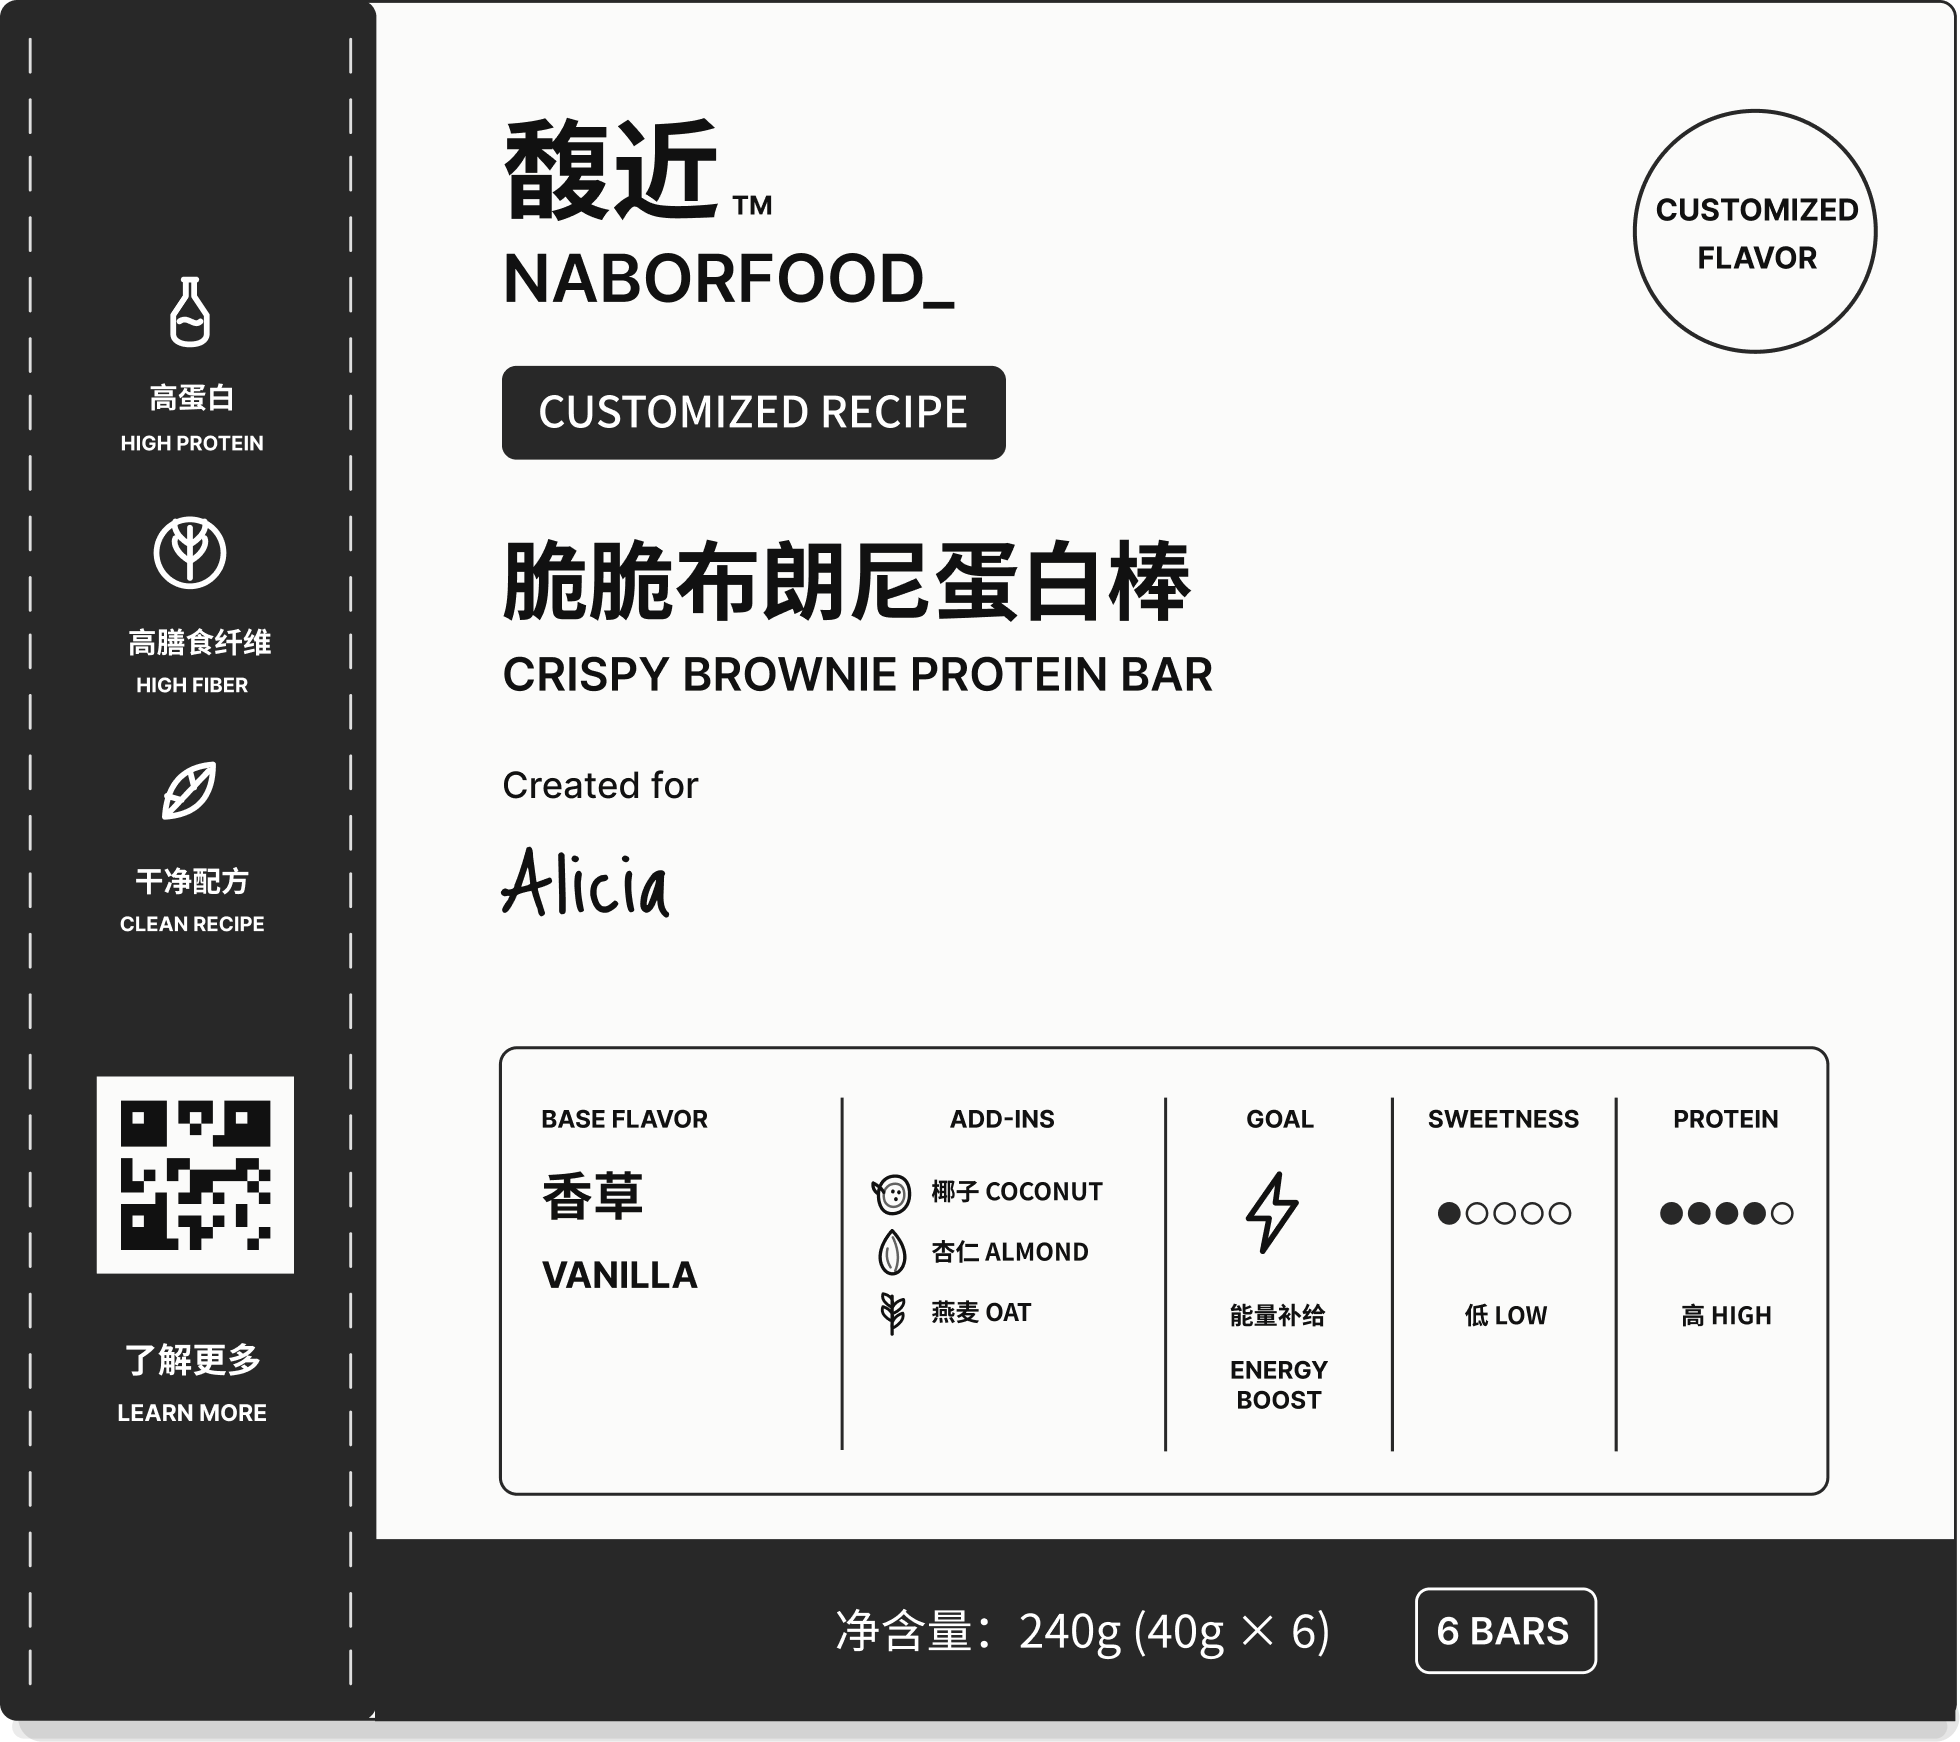 高蛋白
HIGH PROTEIN
高膳食纤维
HIGH FIBER
干净配方
CLEAN RECIPE
了解更多
LEARN MORE
馥近 TM
NABORFOOD_
CUSTOMIZED
FLAVOR
CUSTOMIZED RECIPE
脆脆布朗尼蛋白棒
CRISPY BROWNIE PROTEIN BAR
Created for
Alicia
BASE FLAVOR
香草
VANILLA
ADD-INS
椰子 COCONUT
杏仁 ALMOND
燕麦 OAT
GOAL
能量补给
ENERGY
BOOST
SWEETNESS
低 LOW
PROTEIN
高 HIGH
净含量：240g (40g × 6)
6 BARS